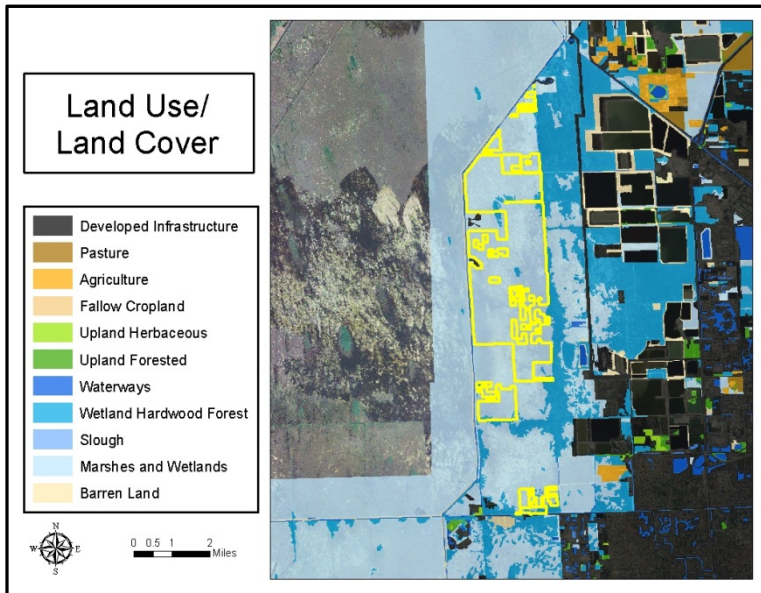 Land Use/
Land Cover
Developed Infrastructure
Pasture
Agriculture
Fallow Cropland
Upland Herbaceous
Upland Forested
Waterways
Wetland Hardwood Forest
Slough
Marshes and Wetlands
Barren Land
N
W E
S
0 0.5 1 2
Miles